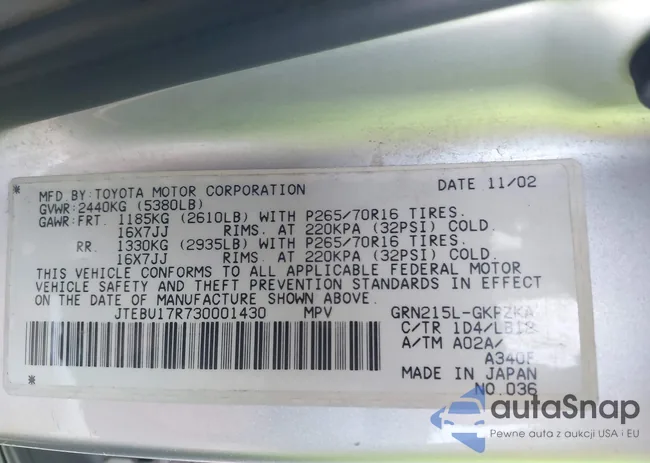 MFD BY:TOYOTA MOTOR CORPORATION DATE 11/02
GVWR:2440KG (5380LB)
GAWR:FRT. 1185KG (2610LB) WITH P265/70R16 TIRES.
16X7JJ RIMS. AT 220KPA (32PSI) COLD.
RR. 1330KG (2935LB) WITH P265/70R16 TIRES.
16X7JJ RIMS. AT 220KPA (32PSI) COLD.
THIS VEHICLE CONFORMS TO ALL APPLICABLE FEDERAL MOTOR
VEHICLE SAFETY AND THEFT PREVENTION STANDARDS IN EFFECT
ON THE DATE OF MANUFACTURE SHOWN ABOVE.
JTEBU17R730001430 MPV GRN215L-GKPZKA
C/TR 1D4/LB18
A/TM A02A/
A340F
MADE IN JAPAN
NO.036
autaSnap
Pewne auta z aukcji USA i EU